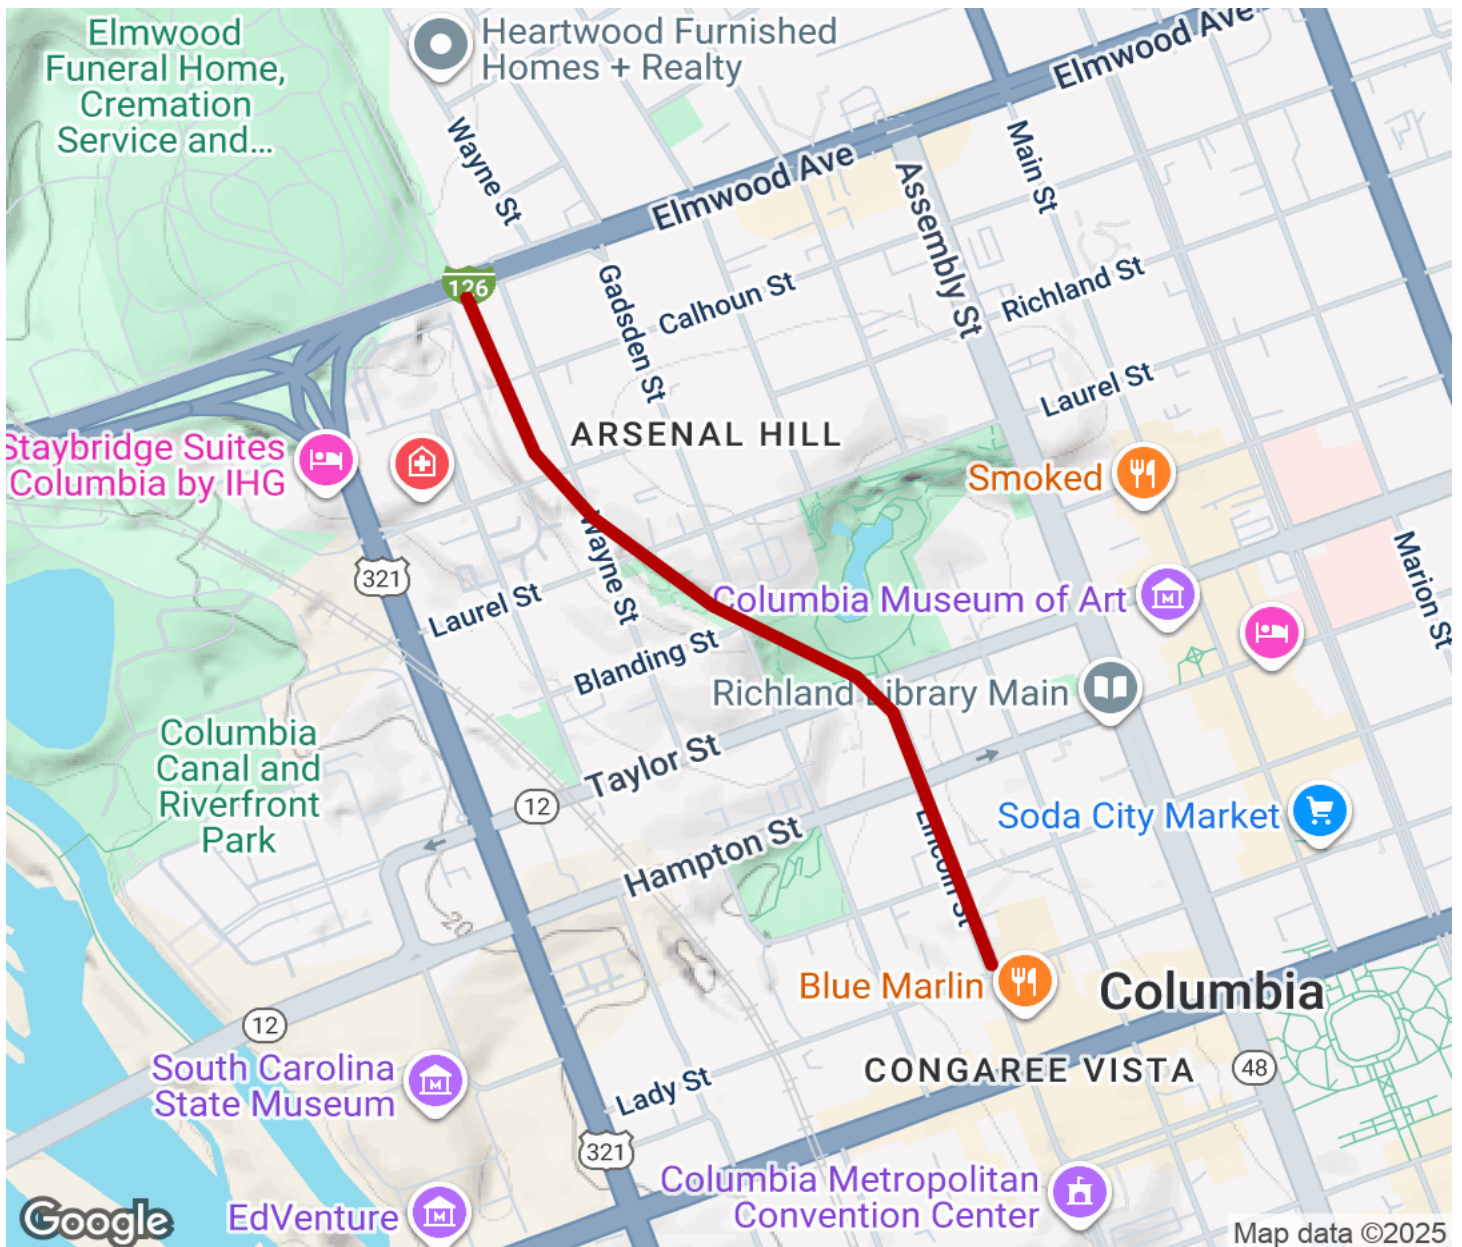 Elmwood
Funeral Home,
Cremation
Service and...
Heartwood Furnished
Homes + Realty
Elmwood Ave
Wayne St
Main St
Elmwood Ave
Assembly St
126
Gadsden St
Calhoun St
Richland St
Laurel St
ARSENAL HILL
Staybridge Suites
Columbia by IHG
Smoked
321
Wayne St
Marion St
Laurel St
Columbia Museum of Art
Blanding St
Richland Library Main
Columbia
Canal and
Riverfront
Park
Taylor St
12
Soda City Market
Hampton St
Lincoln St
20
Blue Marlin
Columbia
12
South Carolina
State Museum
CONGAREE VISTA
48
Lady St
321
Columbia Metropolitan
Convention Center
EdVenture
Google
Map data ©2025